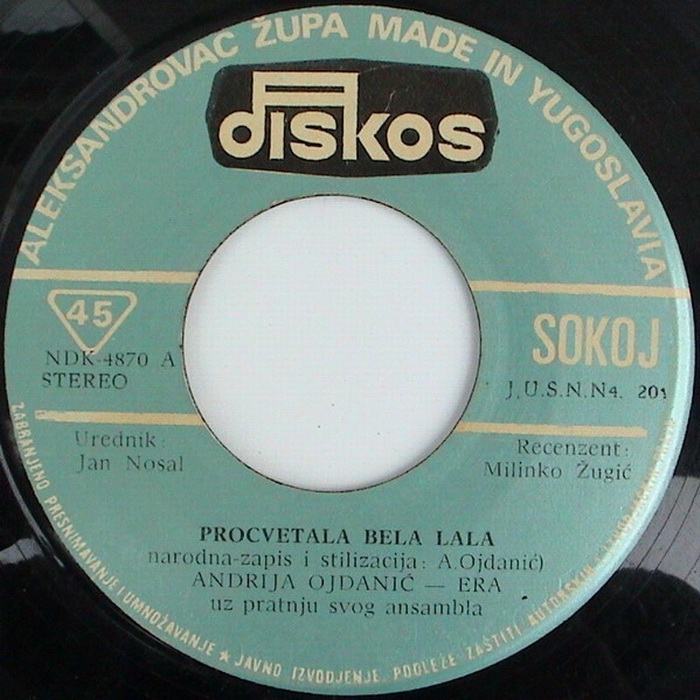 ALEKSANDROVAC ŽUPA MADE IN YUGOSLAVIA
diskos
45
SOKOJ
NDK-4870 A
STEREO
J.U.S.N.N4. 201
Urednik:
Jan Nosal
Recenzent:
Milinko Žugić
PROCVETALA BELA LALA
narodna-zapis i stilizacija: A.Ojdanić)
ANDRIJA OJDANIĆ — ERA
uz pratnju svog ansambla
ZABRANJENO PRESNIMAVANJE I UMNOŽAVANJE ★ JAVNO IZVODJENJE PODLEŽE ZAŠTITI AUTORSKIH